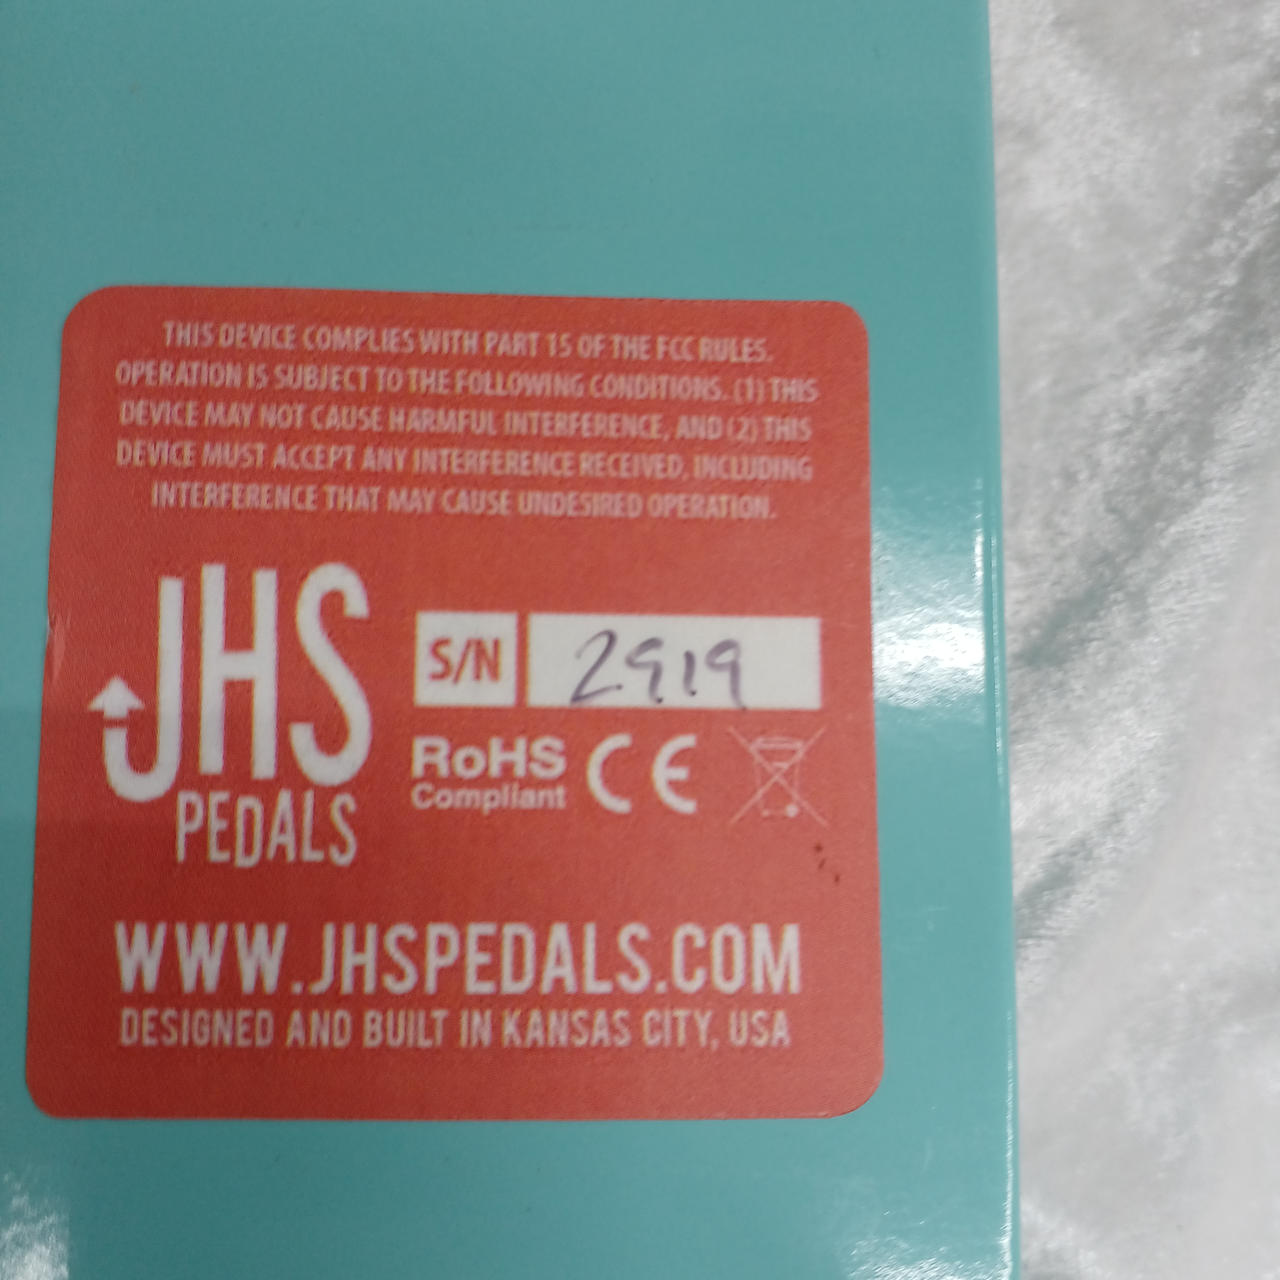 THIS DEVICE COMPLIES WITH PART 15 OF THE FCC RULES.
OPERATION IS SUBJECT TO THE FOLLOWING CONDITIONS. (1) THIS
DEVICE MAY NOT CAUSE HARMFUL INTERFERENCE, AND (2) THIS
DEVICE MUST ACCEPT ANY INTERFERENCE RECEIVED, INCLUDING
INTERFERENCE THAT MAY CAUSE UNDESIRED OPERATION.
JHS
PEDALS
S/N 2919
RoHS
Compliant
CE
WWW.JHSPEDALS.COM
DESIGNED AND BUILT IN KANSAS CITY, USA